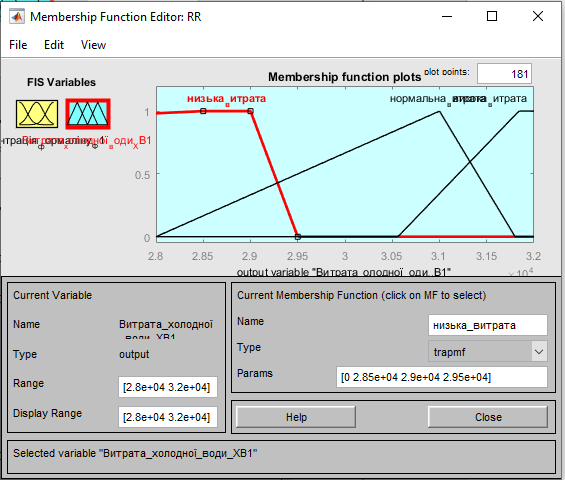 Membership Function Editor: RR
File Edit View
FIS Variables
Membership function plots
plot points:
181
низька_витрата
нормальна_
витрата
1
0.5
0
2.8 2.85 2.9 2.95 3 3.05 3.1 3.15 3.2
×10⁴
output variable "Витрата_холодної_води_ХВ1"
Current Variable
Name
Витрата_холодної_води_ХВ1
Type
output
Range
[2.8e+04 3.2e+04]
Display Range
[2.8e+04 3.2e+04]
Current Membership Function (click on MF to select)
Name
низька_витрата
Type
trapmf
Params
[0 2.85e+04 2.9e+04 2.95e+04]
Help
Close
Selected variable "Витрата_холодної_води_ХВ1"